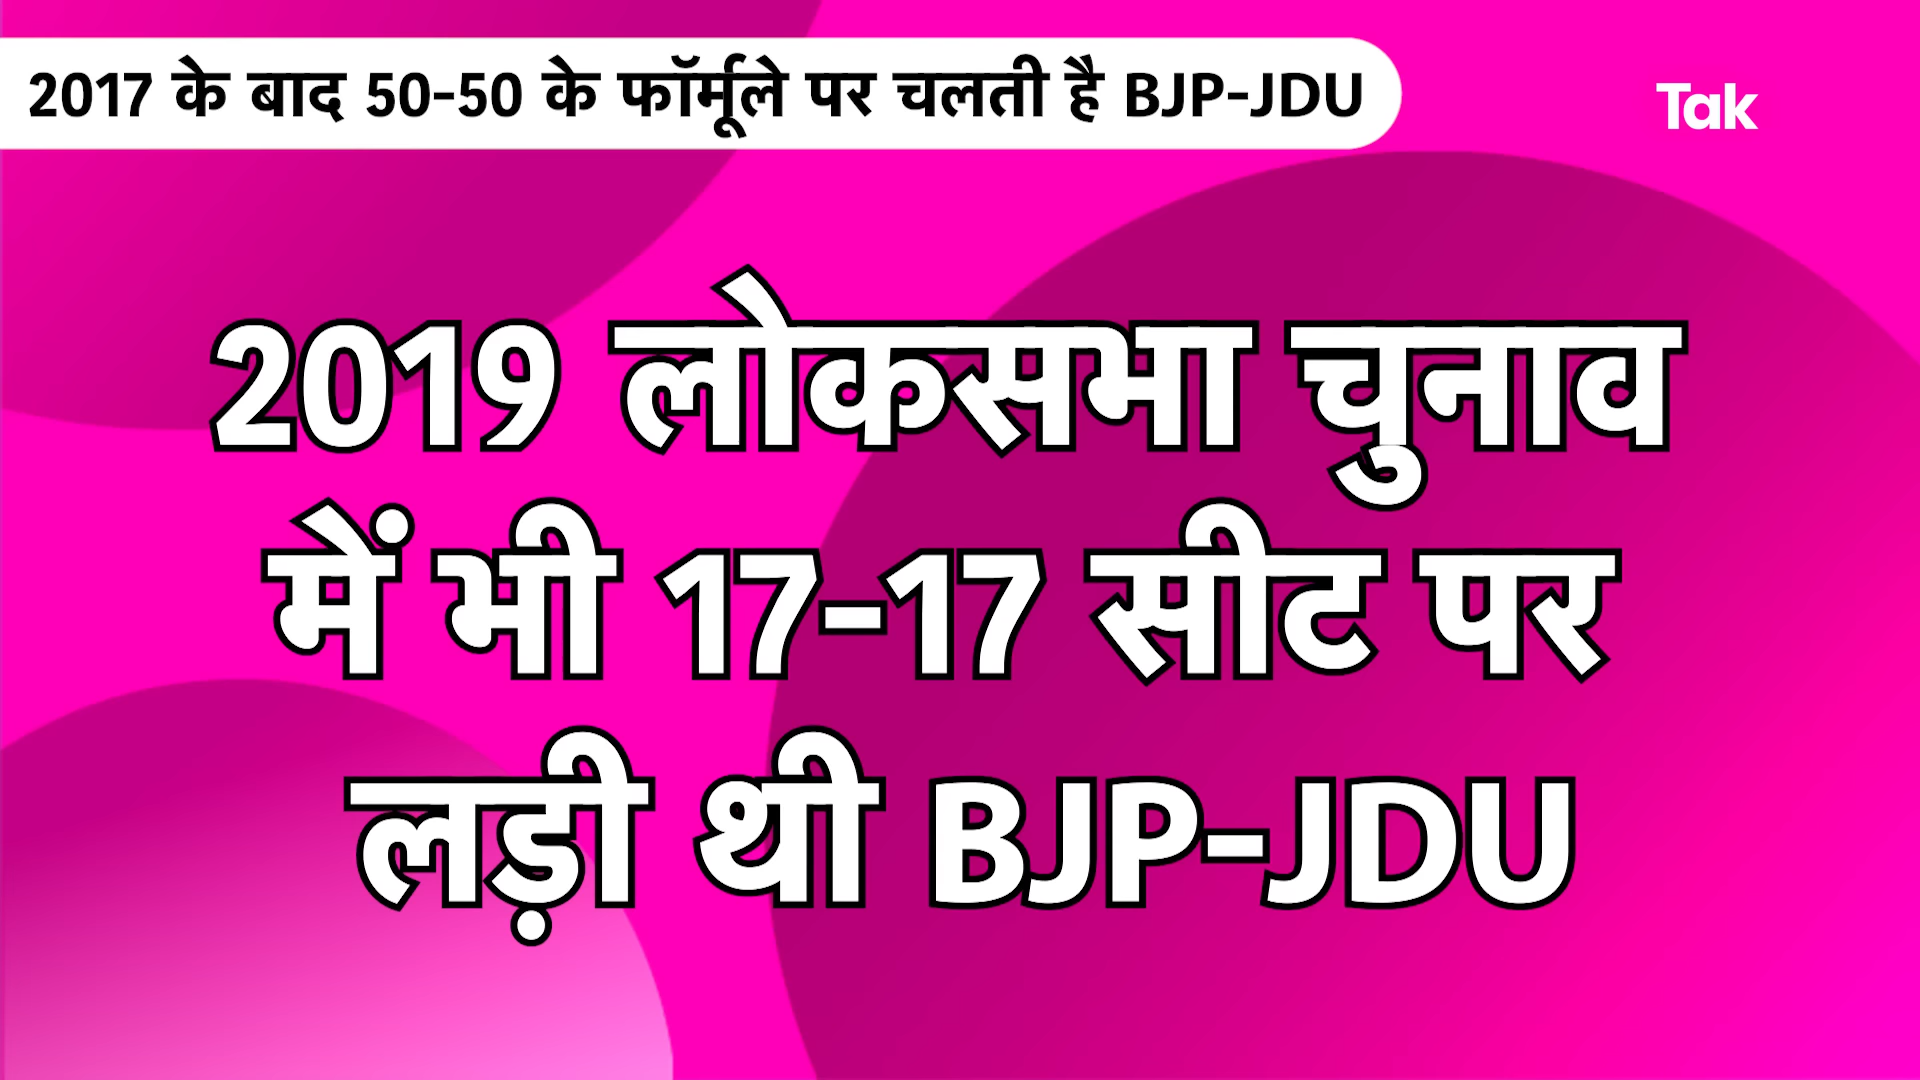 2017 के बाद 50-50 के फॉर्मूले पर चलती है BJP-JDU
Tak
2019 लोकसभा चुनाव
में भी 17-17 सीट पर
लड़ी थी BJP-JDU